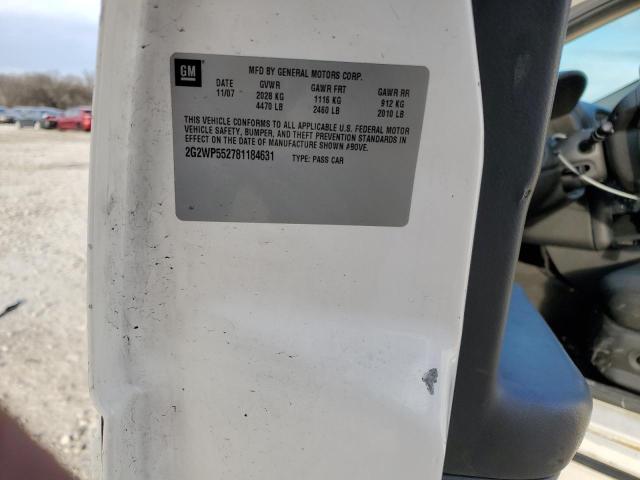 GM
MFD BY GENERAL MOTORS CORP.
DATE GVWR GAWR FRT GAWR RR
11/07 2028 KG 1116 KG 912 KG
4470 LB 2460 LB 2010 LB
THIS VEHICLE CONFORMS TO ALL APPLICABLE U.S. FEDERAL MOTOR
VEHICLE SAFETY, BUMPER, AND THEFT PREVENTION STANDARDS IN
EFFECT ON THE DATE OF MANUFACTURE SHOWN ABOVE.
2G2WP552781184631 TYPE: PASS CAR